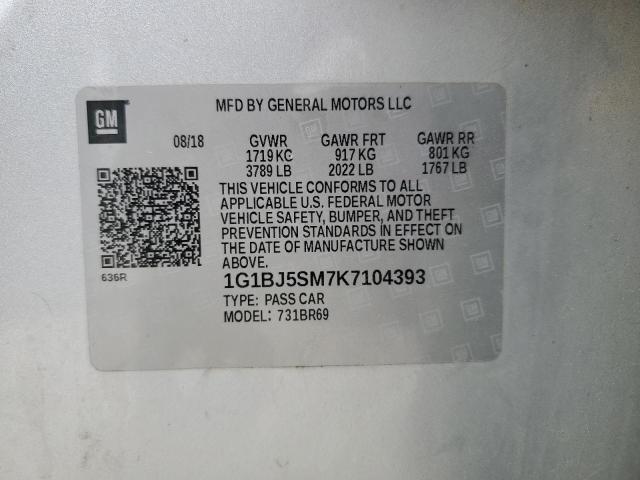 GM
MFD BY GENERAL MOTORS LLC
08/18 GVWR GAWR FRT GAWR RR
1719 KG 917 KG 801 KG
3789 LB 2022 LB 1767 LB
THIS VEHICLE CONFORMS TO ALL
APPLICABLE U.S. FEDERAL MOTOR
VEHICLE SAFETY, BUMPER, AND THEFT
PREVENTION STANDARDS IN EFFECT ON
THE DATE OF MANUFACTURE SHOWN
ABOVE.
636R
1G1BJ5SM7K7104393
TYPE: PASS CAR
MODEL: 731BR69